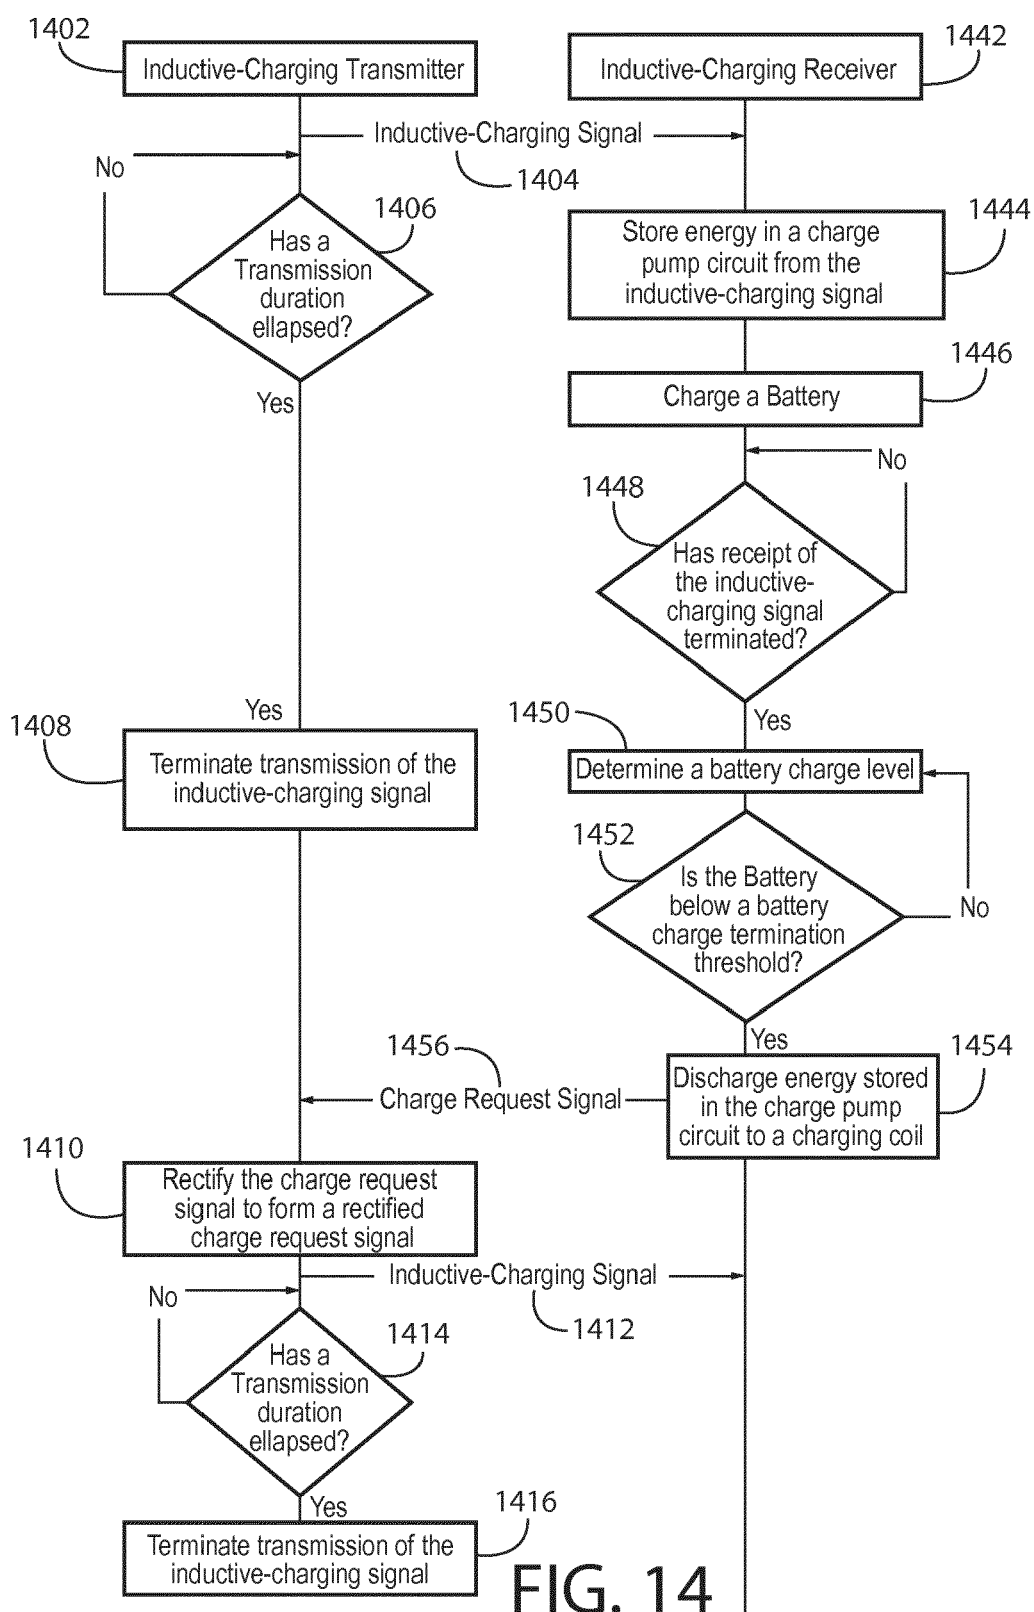 1402
Inductive-Charging Transmitter
1442
Inductive-Charging Receiver
Inductive-Charging Signal
1404
No
1406
Has a
Transmission
duration
ellapsed?
Yes
1444
Store energy in a charge
pump circuit from the
inductive-charging signal
1446
Charge a Battery
No
1448
Has receipt of
the inductive-
charging signal
terminated?
Yes
Yes
1408
Terminate transmission of the
inductive-charging signal
1450
Determine a battery charge level
1452
Is the Battery
below a battery
charge termination
threshold?
No
Yes
1454
Discharge energy stored
in the charge pump
circuit to a charging coil
1456
Charge Request Signal
1410
Rectify the charge request
signal to form a rectified
charge request signal
Inductive-Charging Signal
1412
No
1414
Has a
Transmission
duration
ellapsed?
Yes
1416
Terminate transmission of the
inductive-charging signal
FIG. 14